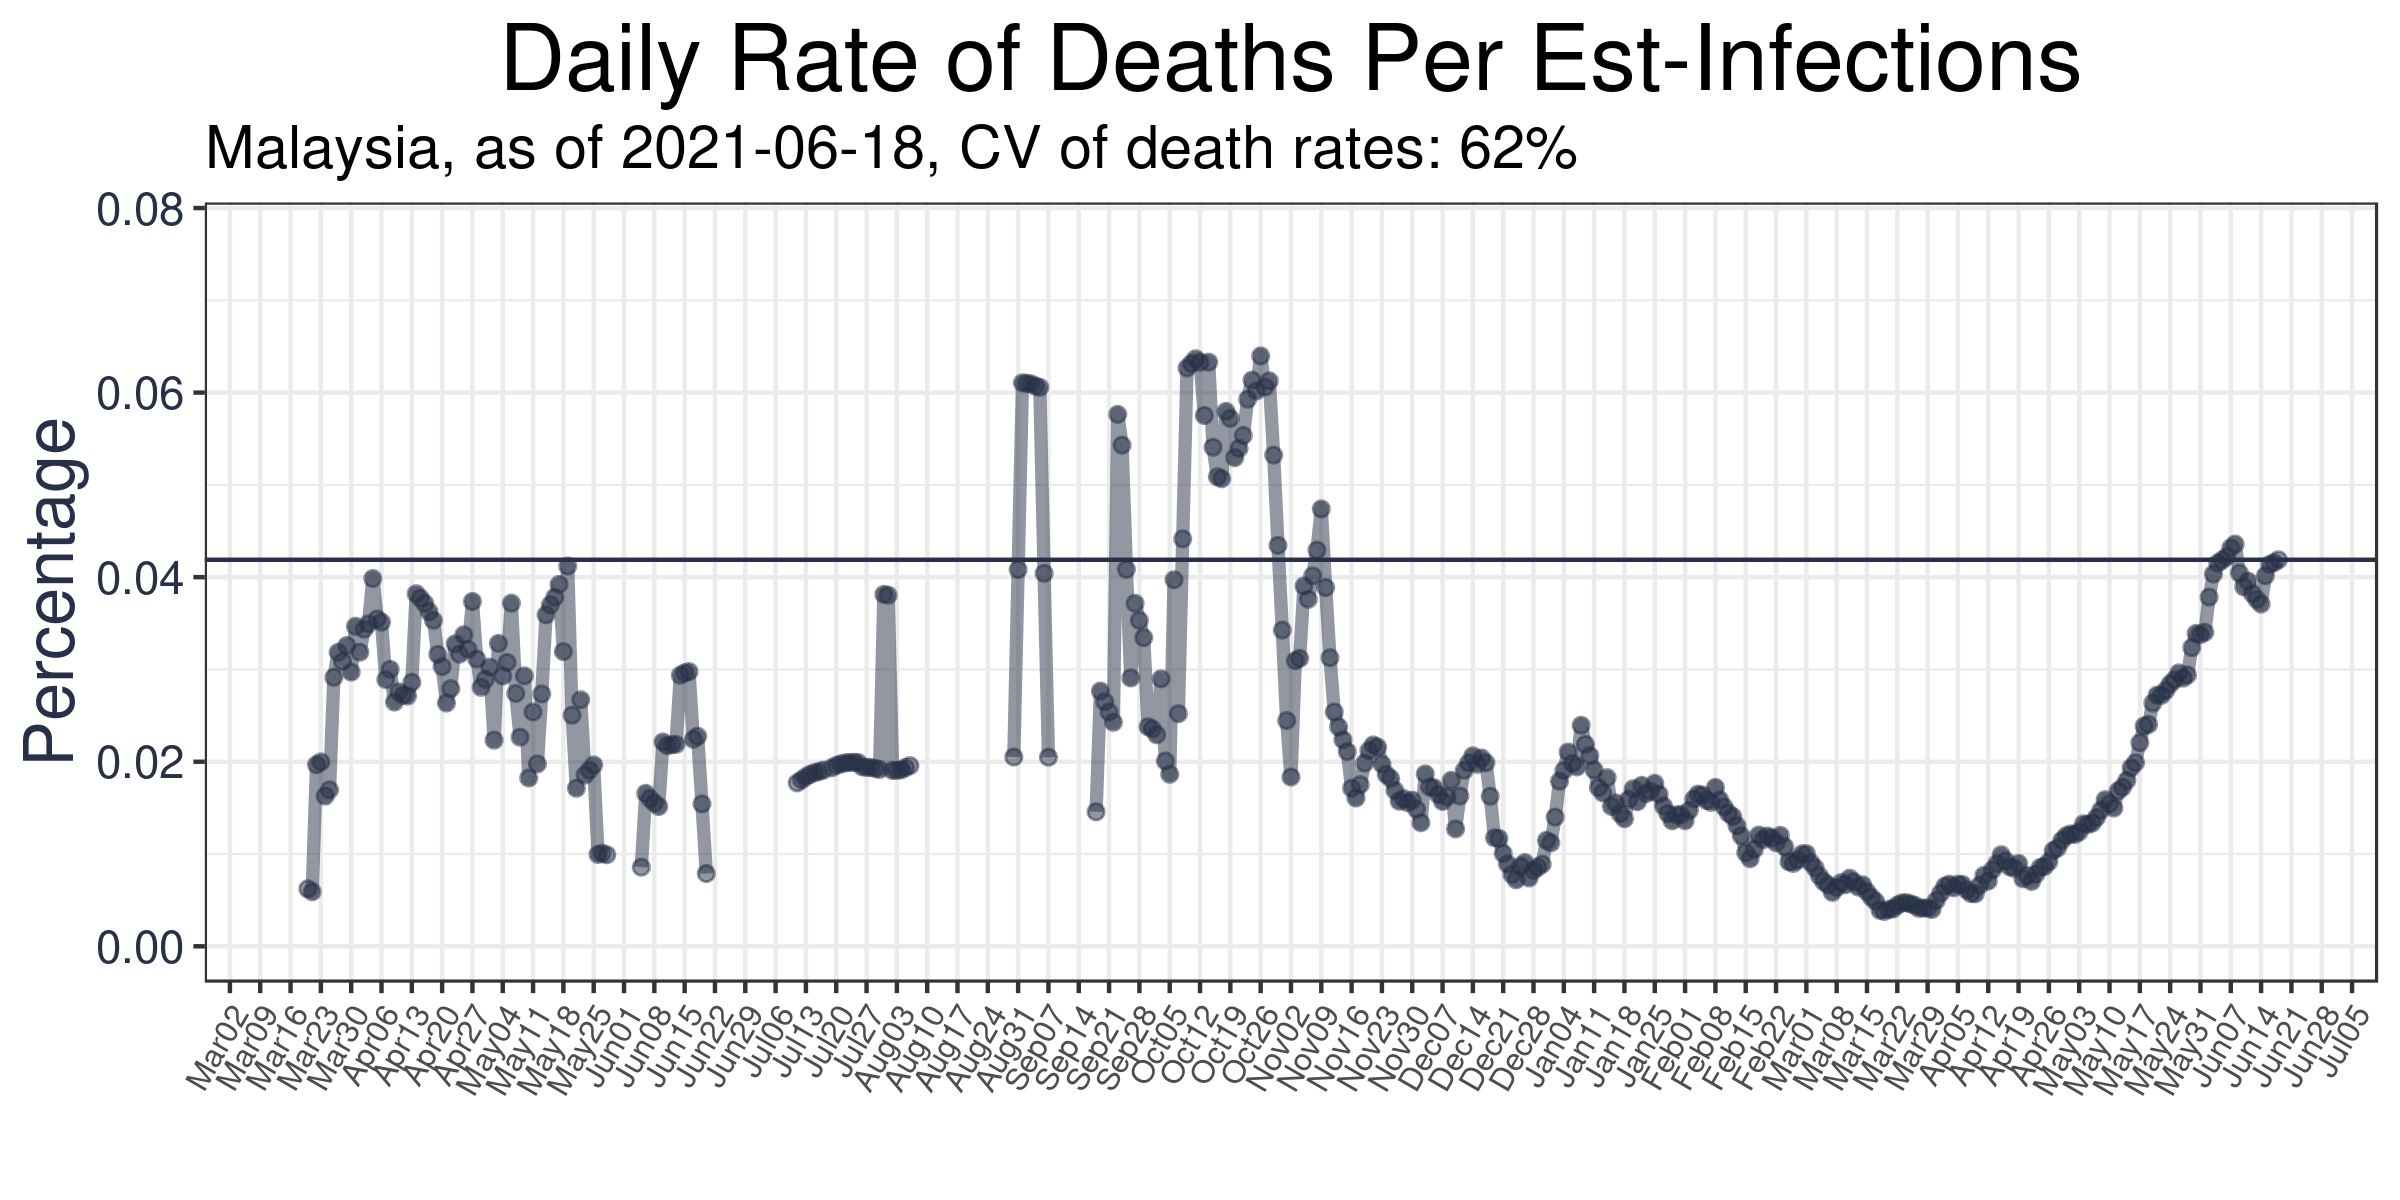 Daily Rate of Deaths Per Est-Infections
Malaysia, as of 2021-06-18, CV of death rates: 62%
Percentage
0.08
0.06
0.04
0.02
0.00
Mar02
Mar09
Mar16
Mar23
Mar30
Apr06
Apr13
Apr20
Apr27
May04
May11
May18
May25
Jun01
Jun08
Jun15
Jun22
Jun29
Jul06
Jul13
Jul20
Jul27
Aug03
Aug10
Aug17
Aug24
Aug31
Sep07
Sep14
Sep21
Sep28
Oct05
Oct12
Oct19
Oct26
Nov02
Nov09
Nov16
Nov23
Nov30
Dec07
Dec14
Dec21
Dec28
Jan04
Jan11
Jan18
Jan25
Feb01
Feb08
Feb15
Feb22
Mar01
Mar08
Mar15
Mar22
Mar29
Apr05
Apr12
Apr19
Apr26
May03
May10
May17
May24
May31
Jun07
Jun14
Jun21
Jun28
Jul05